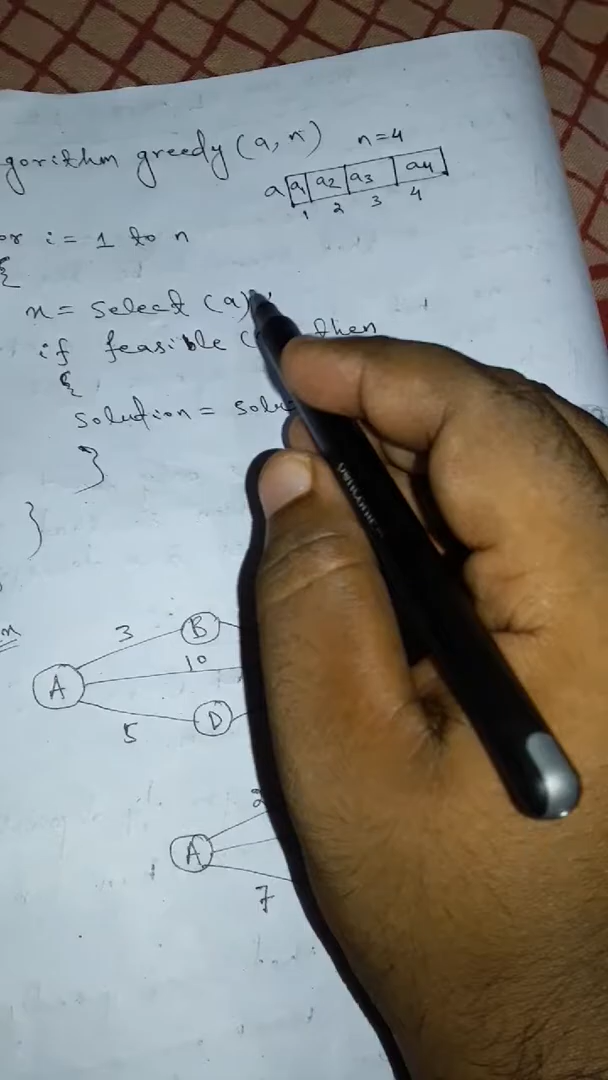 gorithm greedy (a, n) n=4
a a1 a2 a3 a4
1 2 3 4
or i = 1 to n
{
x = Select (a);
if feasible ( then
{
Solution = Solu
}
}
3 B
10
A
5 D
2
A
7